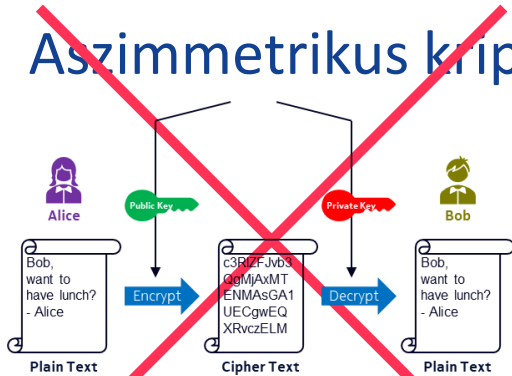 Aszimmetrikus krip
Alice
Public Key
Private Key
Bob
Bob,
want to
have lunch?
- Alice
Encrypt
c3RlZFJvb3
QgMjAxMT
ENMAsGA1
UECgwEQ
XRvczELM
Decrypt
Bob,
want to
have lunch?
- Alice
Plain Text
Cipher Text
Plain Text